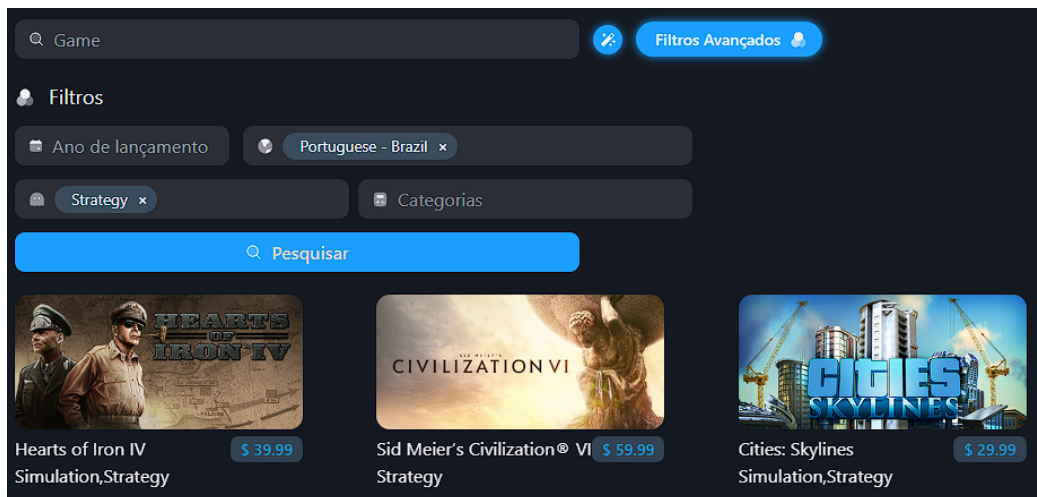 Game
Filtros Avançados
Filtros
Ano de lançamento
Portuguese - Brazil ×
Strategy ×
Categorias
Pesquisar
HEARTS
OF
IRON IV
SID MEIER'S
CIVILIZATION VI
CITIES
SKYLINES
Hearts of Iron IV $ 39.99
Simulation,Strategy
Sid Meier's Civilization® VI $ 59.99
Strategy
Cities: Skylines $ 29.99
Simulation,Strategy